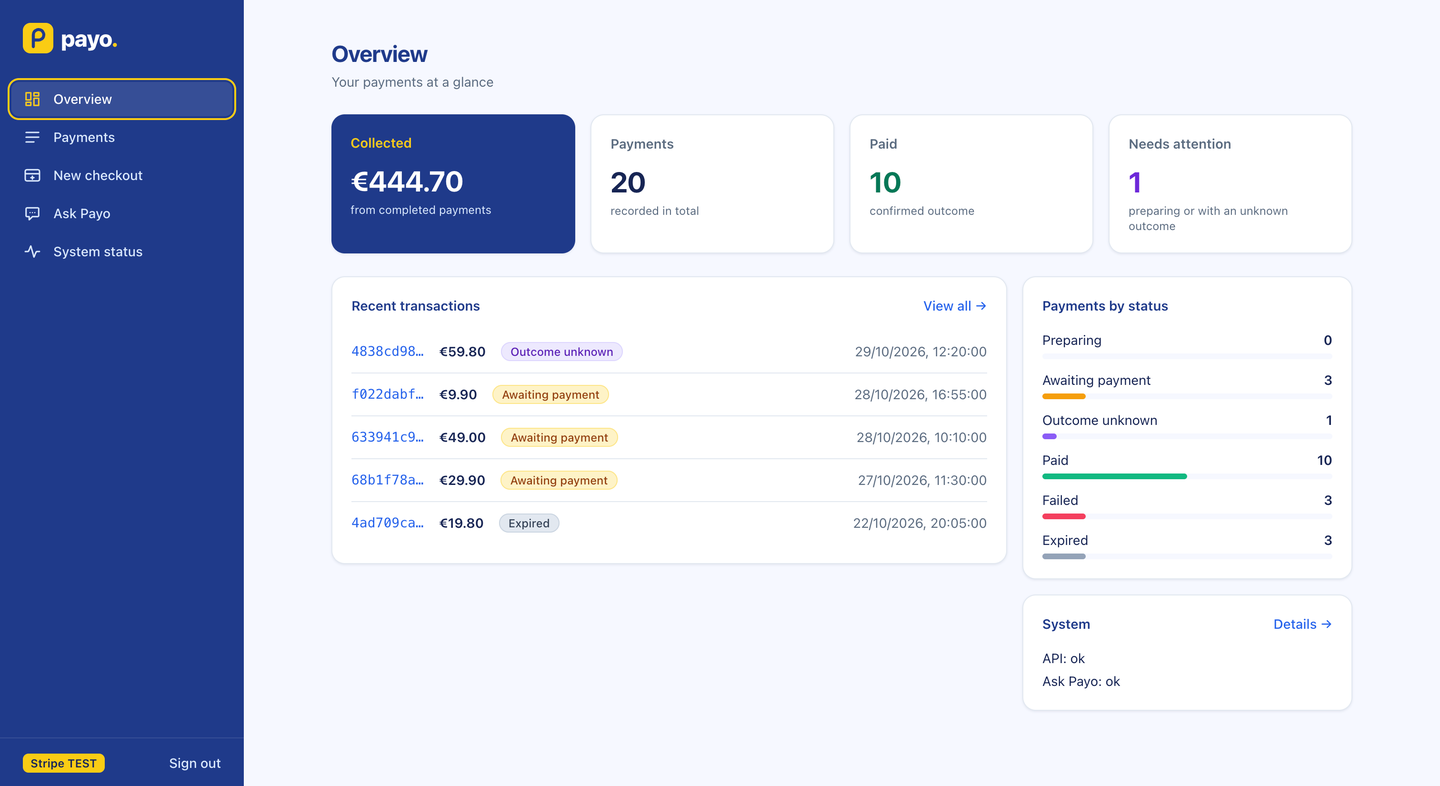 payo.
Overview
Payments
New checkout
Ask Payo
System status
Stripe TEST
Sign out
Overview
Your payments at a glance
Collected
€444.70
from completed payments
Payments
20
recorded in total
Paid
10
confirmed outcome
Needs attention
1
preparing or with an unknown
outcome
Recent transactions
View all →
4838cd98… €59.80 Outcome unknown 29/10/2026, 12:20:00
f022dabf… €9.90 Awaiting payment 28/10/2026, 16:55:00
633941c9… €49.00 Awaiting payment 28/10/2026, 10:10:00
68b1f78a… €29.90 Awaiting payment 27/10/2026, 11:30:00
4ad709ca… €19.80 Expired 22/10/2026, 20:05:00
Payments by status
Preparing 0
Awaiting payment 3
Outcome unknown 1
Paid 10
Failed 3
Expired 3
System
Details →
API: ok
Ask Payo: ok